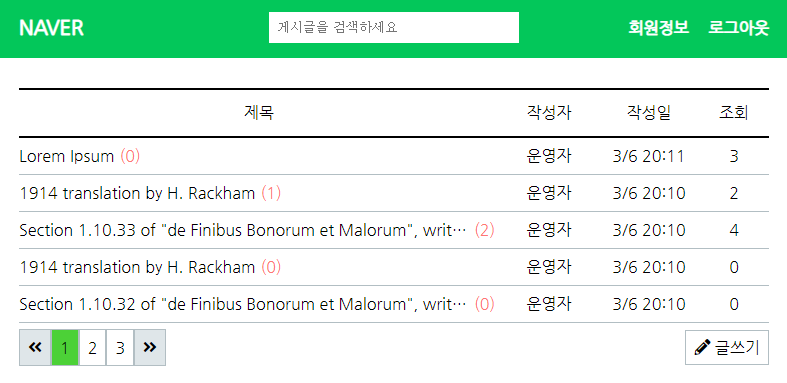 NAVER 게시글을 검색하세요 회원정보 로그아웃
제목 작성자 작성일 조회
Lorem Ipsum (0) 운영자 3/6 20:11 3
1914 translation by H. Rackham (1) 운영자 3/6 20:10 2
Section 1.10.33 of "de Finibus Bonorum et Malorum", writ… (2) 운영자 3/6 20:10 4
1914 translation by H. Rackham (0) 운영자 3/6 20:10 0
Section 1.10.32 of "de Finibus Bonorum et Malorum", writ… (0) 운영자 3/6 20:10 0
« 1 2 3 » 글쓰기